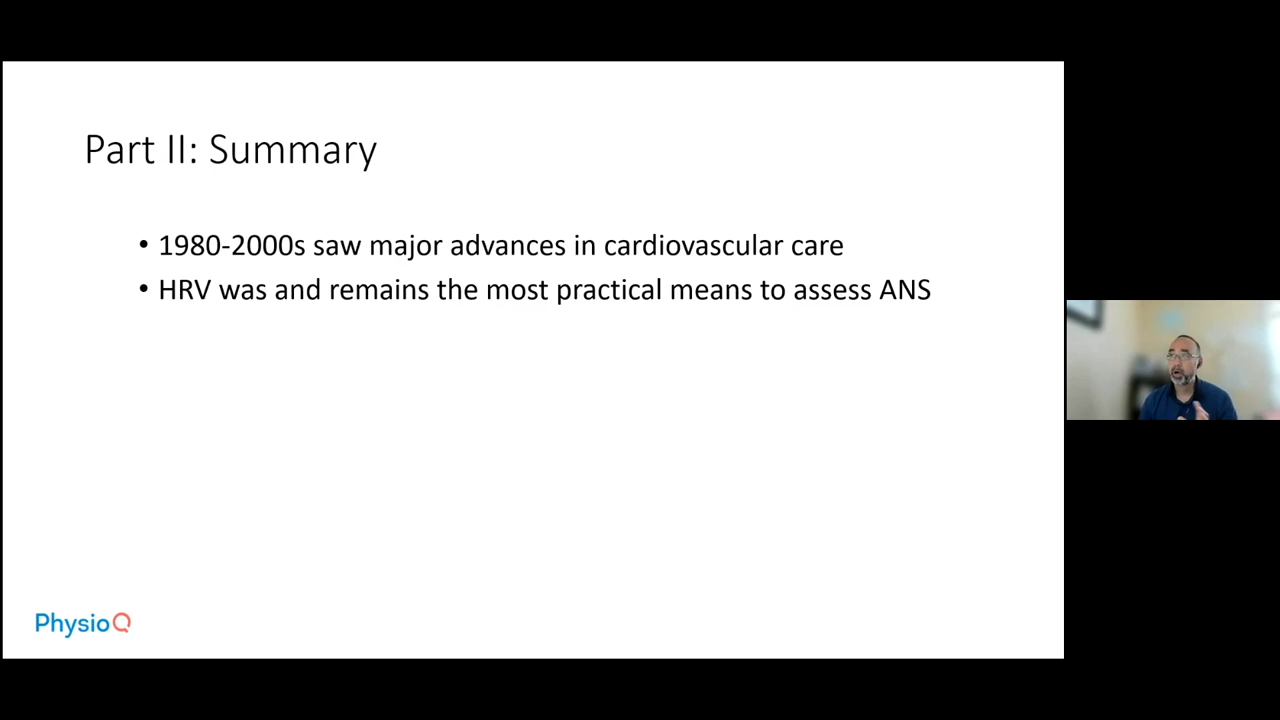 Part II: Summary
• 1980-2000s saw major advances in cardiovascular care
• HRV was and remains the most practical means to assess ANS
PhysioQ